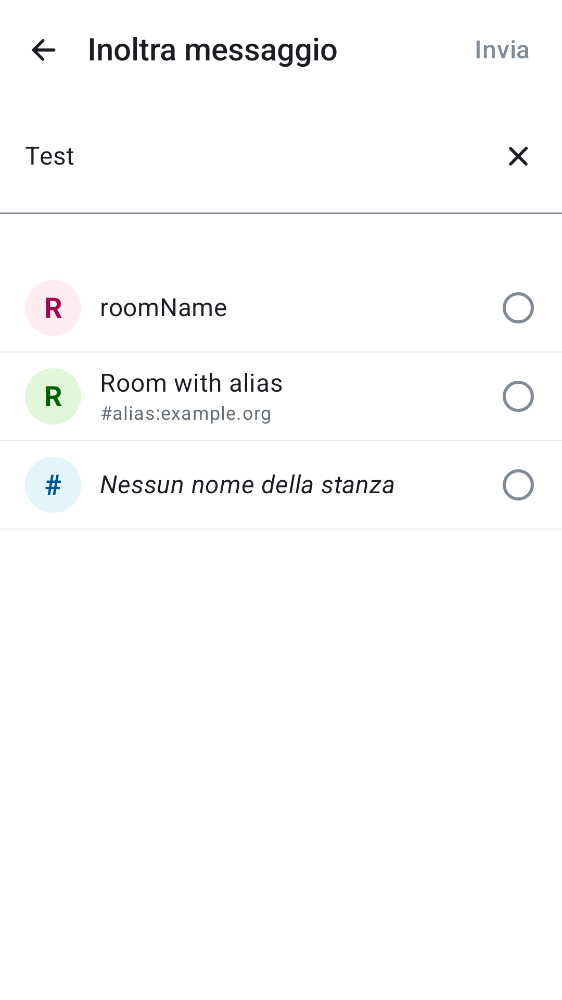 Inoltra messaggio
Invia
Test
R
roomName
R
Room with alias
#alias:example.org
#
Nessun nome della stanza